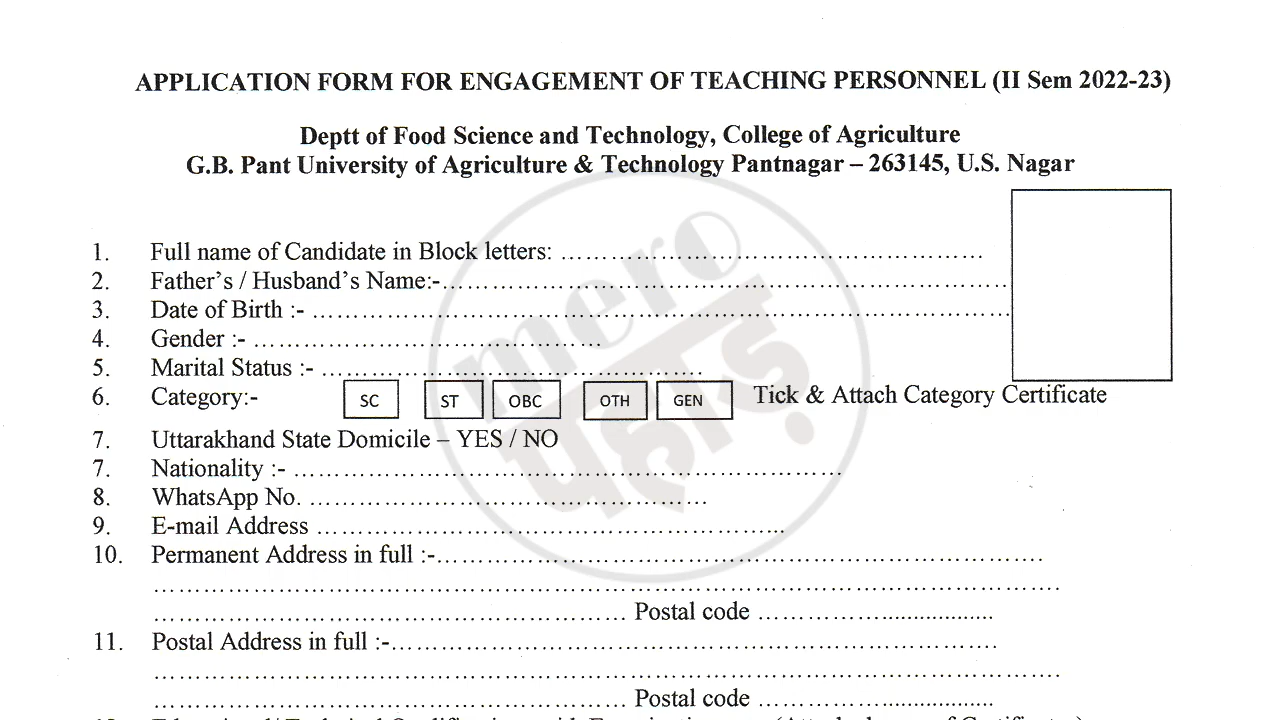 APPLICATION FORM FOR ENGAGEMENT OF TEACHING PERSONNEL (II Sem 2022-23)
Deptt of Food Science and Technology, College of Agriculture
G.B. Pant University of Agriculture & Technology Pantnagar – 263145, U.S. Nagar
mero
पहाड़
1. Full name of Candidate in Block letters: ………………………………………………
2. Father's / Husband's Name:-………………………………………………………………
3. Date of Birth :- …………………………………………………………………………
4. Gender :- ……………………………………
5. Marital Status :- ………………………………………
6. Category:- SC ST OBC OTH GEN Tick & Attach Category Certificate
7. Uttarakhand State Domicile – YES / NO
7. Nationality :- …………………………………………………………
8. WhatsApp No. …………………………………………
9. E-mail Address ………………………………………………
10. Permanent Address in full :-………………………………………………………………
…………………………………………………………………………………………………
………………………………………………… Postal code ……………..................
11. Postal Address in full :-………………………………………………………………
…………………………………………………………………………………………………
………………………………………………… Postal code ……………..................